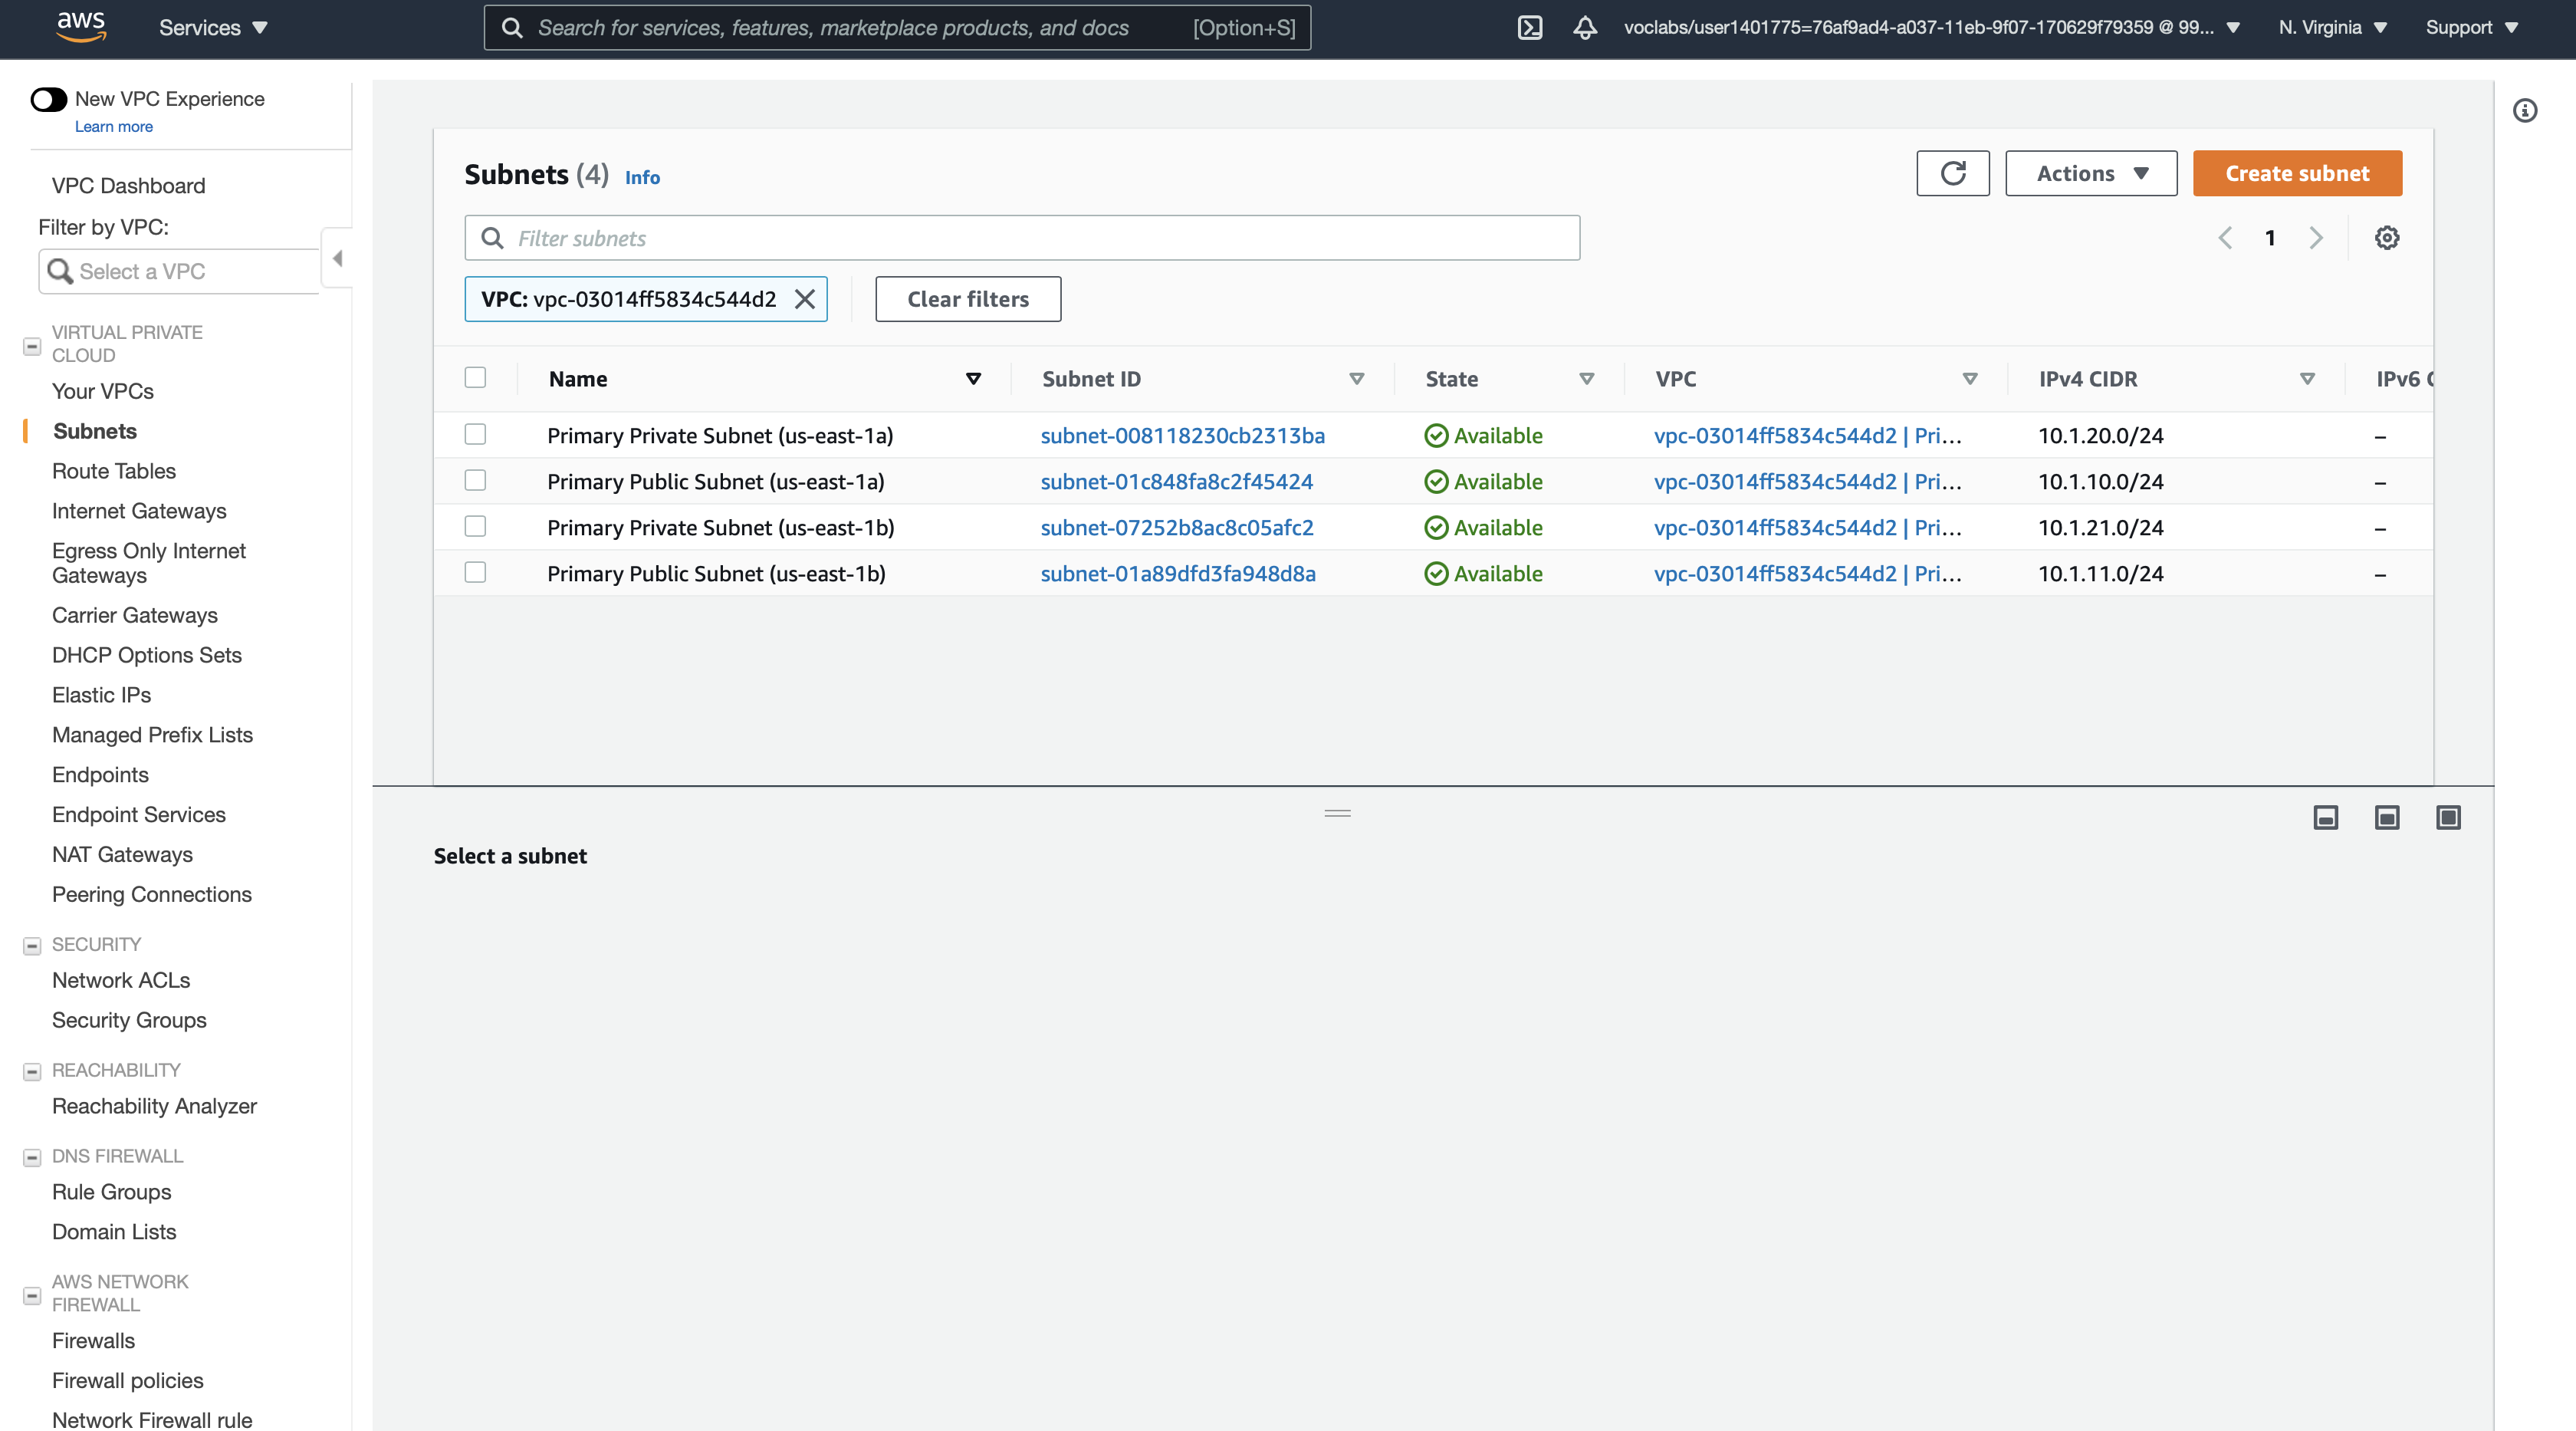 aws
Services
Search for services, features, marketplace products, and docs [Option+S]
voclabs/user1401775=76af9ad4-a037-11eb-9f07-170629f79359 @ 99...
N. Virginia
Support
New VPC Experience
Learn more
VPC Dashboard
Filter by VPC:
Select a VPC
VIRTUAL PRIVATE
CLOUD
Your VPCs
Subnets
Route Tables
Internet Gateways
Egress Only Internet
Gateways
Carrier Gateways
DHCP Options Sets
Elastic IPs
Managed Prefix Lists
Endpoints
Endpoint Services
NAT Gateways
Peering Connections
SECURITY
Network ACLs
Security Groups
REACHABILITY
Reachability Analyzer
DNS FIREWALL
Rule Groups
Domain Lists
AWS NETWORK
FIREWALL
Firewalls
Firewall policies
Network Firewall rule
Subnets (4) Info
Actions
Create subnet
Filter subnets
1
VPC: vpc-03014ff5834c544d2
Clear filters
Name Subnet ID State VPC IPv4 CIDR IPv6
Primary Private Subnet (us-east-1a) subnet-008118230cb2313ba Available vpc-03014ff5834c544d2 | Pri... 10.1.20.0/24 –
Primary Public Subnet (us-east-1a) subnet-01c848fa8c2f45424 Available vpc-03014ff5834c544d2 | Pri... 10.1.10.0/24 –
Primary Private Subnet (us-east-1b) subnet-07252b8ac8c05afc2 Available vpc-03014ff5834c544d2 | Pri... 10.1.21.0/24 –
Primary Public Subnet (us-east-1b) subnet-01a89dfd3fa948d8a Available vpc-03014ff5834c544d2 | Pri... 10.1.11.0/24 –
Select a subnet